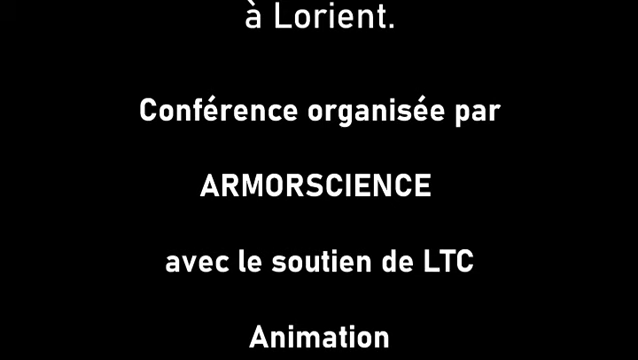 à Lorient.
Conférence organisée par
ARMORSCIENCE
avec le soutien de LTC
Animation